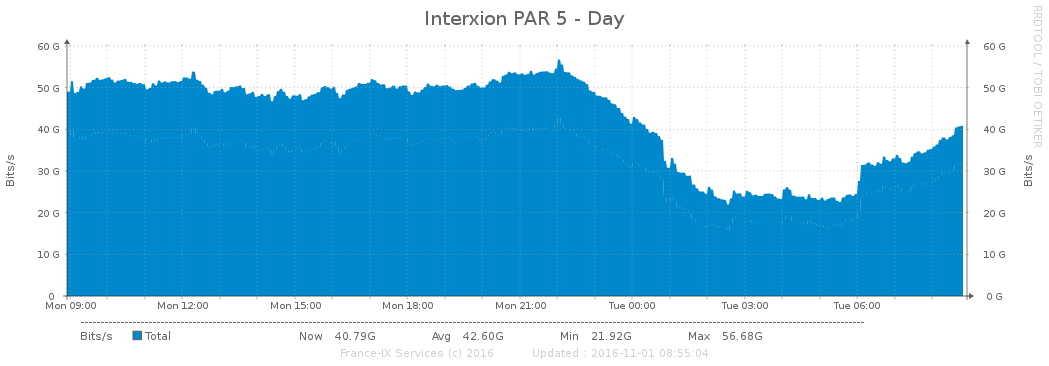 Interxion PAR 5 - Day
RRDTOOL / TOBI OETIKER
60 G 60 G
50 G 50 G
40 G 40 G
30 G 30 G
20 G 20 G
10 G 10 G
0 0 G
Bits/s
Bits/s
Mon 09:00 Mon 12:00 Mon 15:00 Mon 18:00 Mon 21:00 Tue 00:00 Tue 03:00 Tue 06:00
Bits/s Total Now 40.79G Avg 42.60G Min 21.92G Max 56.68G
France-IX Services (c) 2016 Updated : 2016-11-01 08:55:04